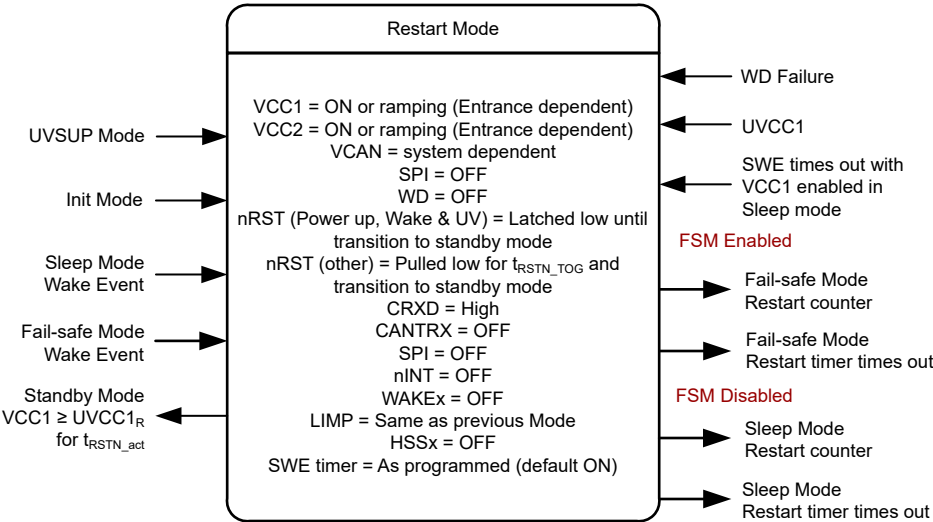 Restart Mode
VCC1 = ON or ramping (Entrance dependent)
VCC2 = ON or ramping (Entrance dependent)
VCAN = system dependent
SPI = OFF
WD = OFF
nRST (Power up, Wake & UV) = Latched low until
transition to standby mode
nRST (other) = Pulled low for tRSTN_TOG and
transition to standby mode
CRXD = High
CANTRX = OFF
SPI = OFF
nINT = OFF
WAKEx = OFF
LIMP = Same as previous Mode
HSSx = OFF
SWE timer = As programmed (default ON)
UVSUP Mode
Init Mode
Sleep Mode
Wake Event
Fail-safe Mode
Wake Event
Standby Mode
VCC1 ≥ UVCC1R
for tRSTN_act
WD Failure
UVCC1
SWE times out with
VCC1 enabled in
Sleep mode
FSM Enabled
Fail-safe Mode
Restart counter
Fail-safe Mode
Restart timer times out
FSM Disabled
Sleep Mode
Restart counter
Sleep Mode
Restart timer times out